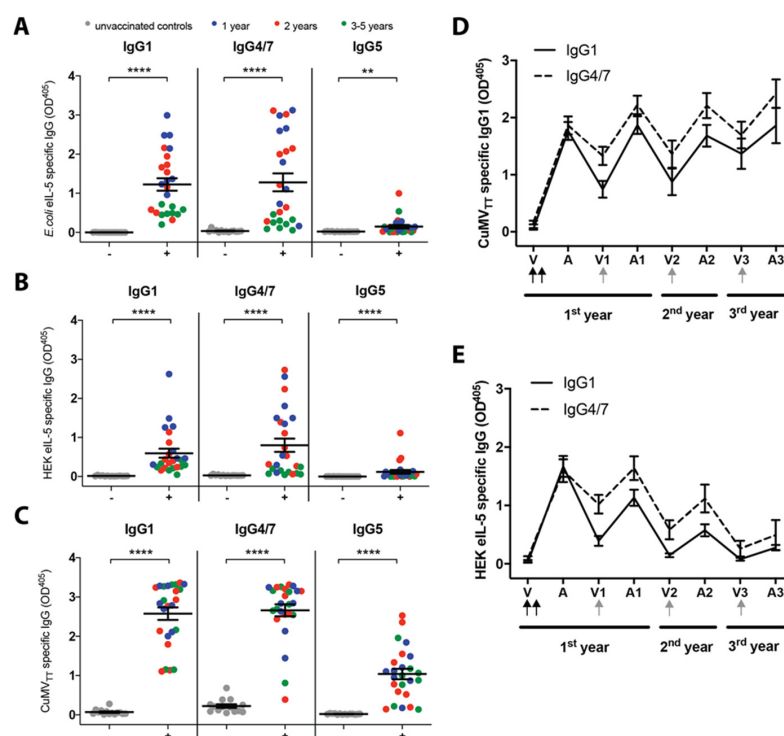 A
unvaccinated controls 1 year 2 years 3-5 years
IgG1 IgG4/7 IgG5
**** **** **
E.coli eIL-5 specific IgG (OD405)
4
3
2
1
0
- + - + - +
B
IgG1 IgG4/7 IgG5
**** **** ****
HEK eIL-5 specific IgG (OD405)
4
3
2
1
0
- + - + - +
C
IgG1 IgG4/7 IgG5
**** **** ****
CuMVTT specific IgG (OD405)
4
3
2
1
0
- + - + - +
D
IgG1
IgG4/7
CuMVTT specific IgG1 (OD405)
3
2
1
0
V A V1 A1 V2 A2 V3 A3
1st year 2nd year 3rd year
E
IgG1
IgG4/7
HEK eIL-5 specific IgG (OD405)
3
2
1
0
V A V1 A1 V2 A2 V3 A3
1st year 2nd year 3rd year